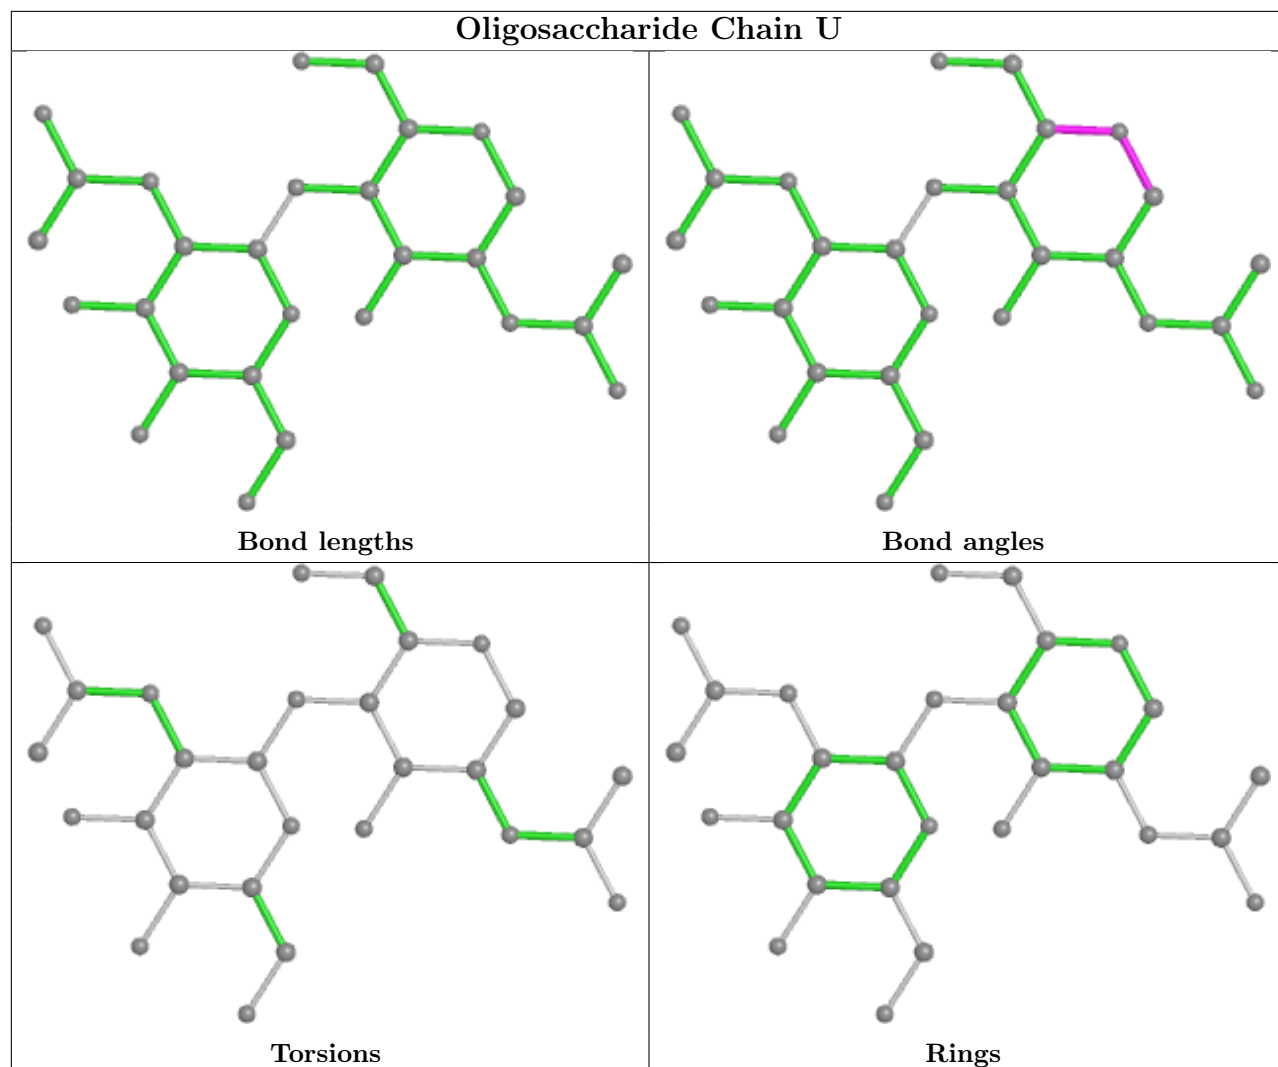 Oligosaccharide Chain U
Bond lengths
Bond angles
Torsions
Rings